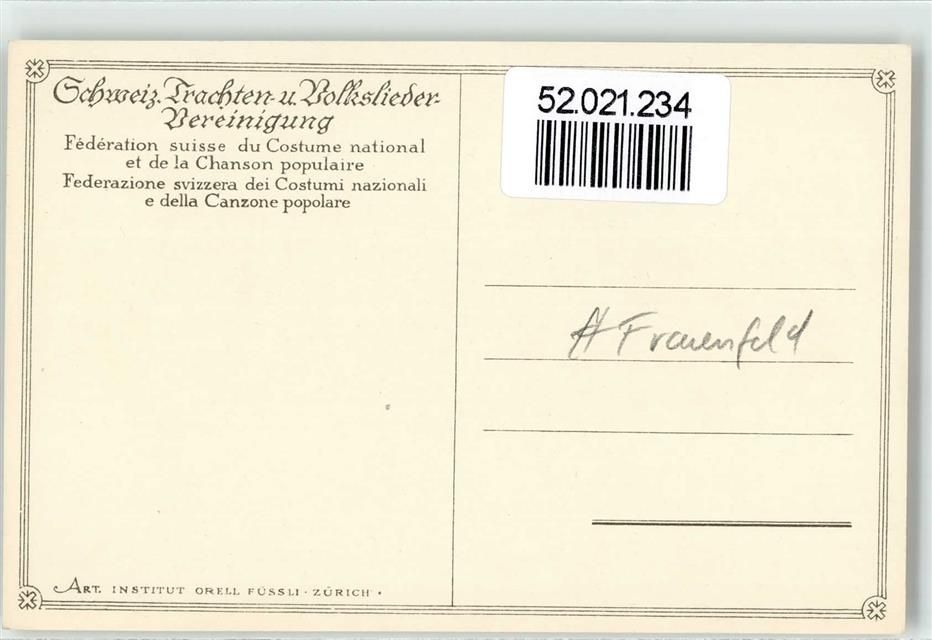 Schweiz. Trachten- u. Volkslieder-
Vereinigung
Fédération suisse du Costume national
et de la Chanson populaire
Federazione svizzera dei Costumi nazionali
e della Canzone popolare
52.021.234
Frauenfeld
ART. INSTITUT ORELL FÜSSLI · ZÜRICH ·